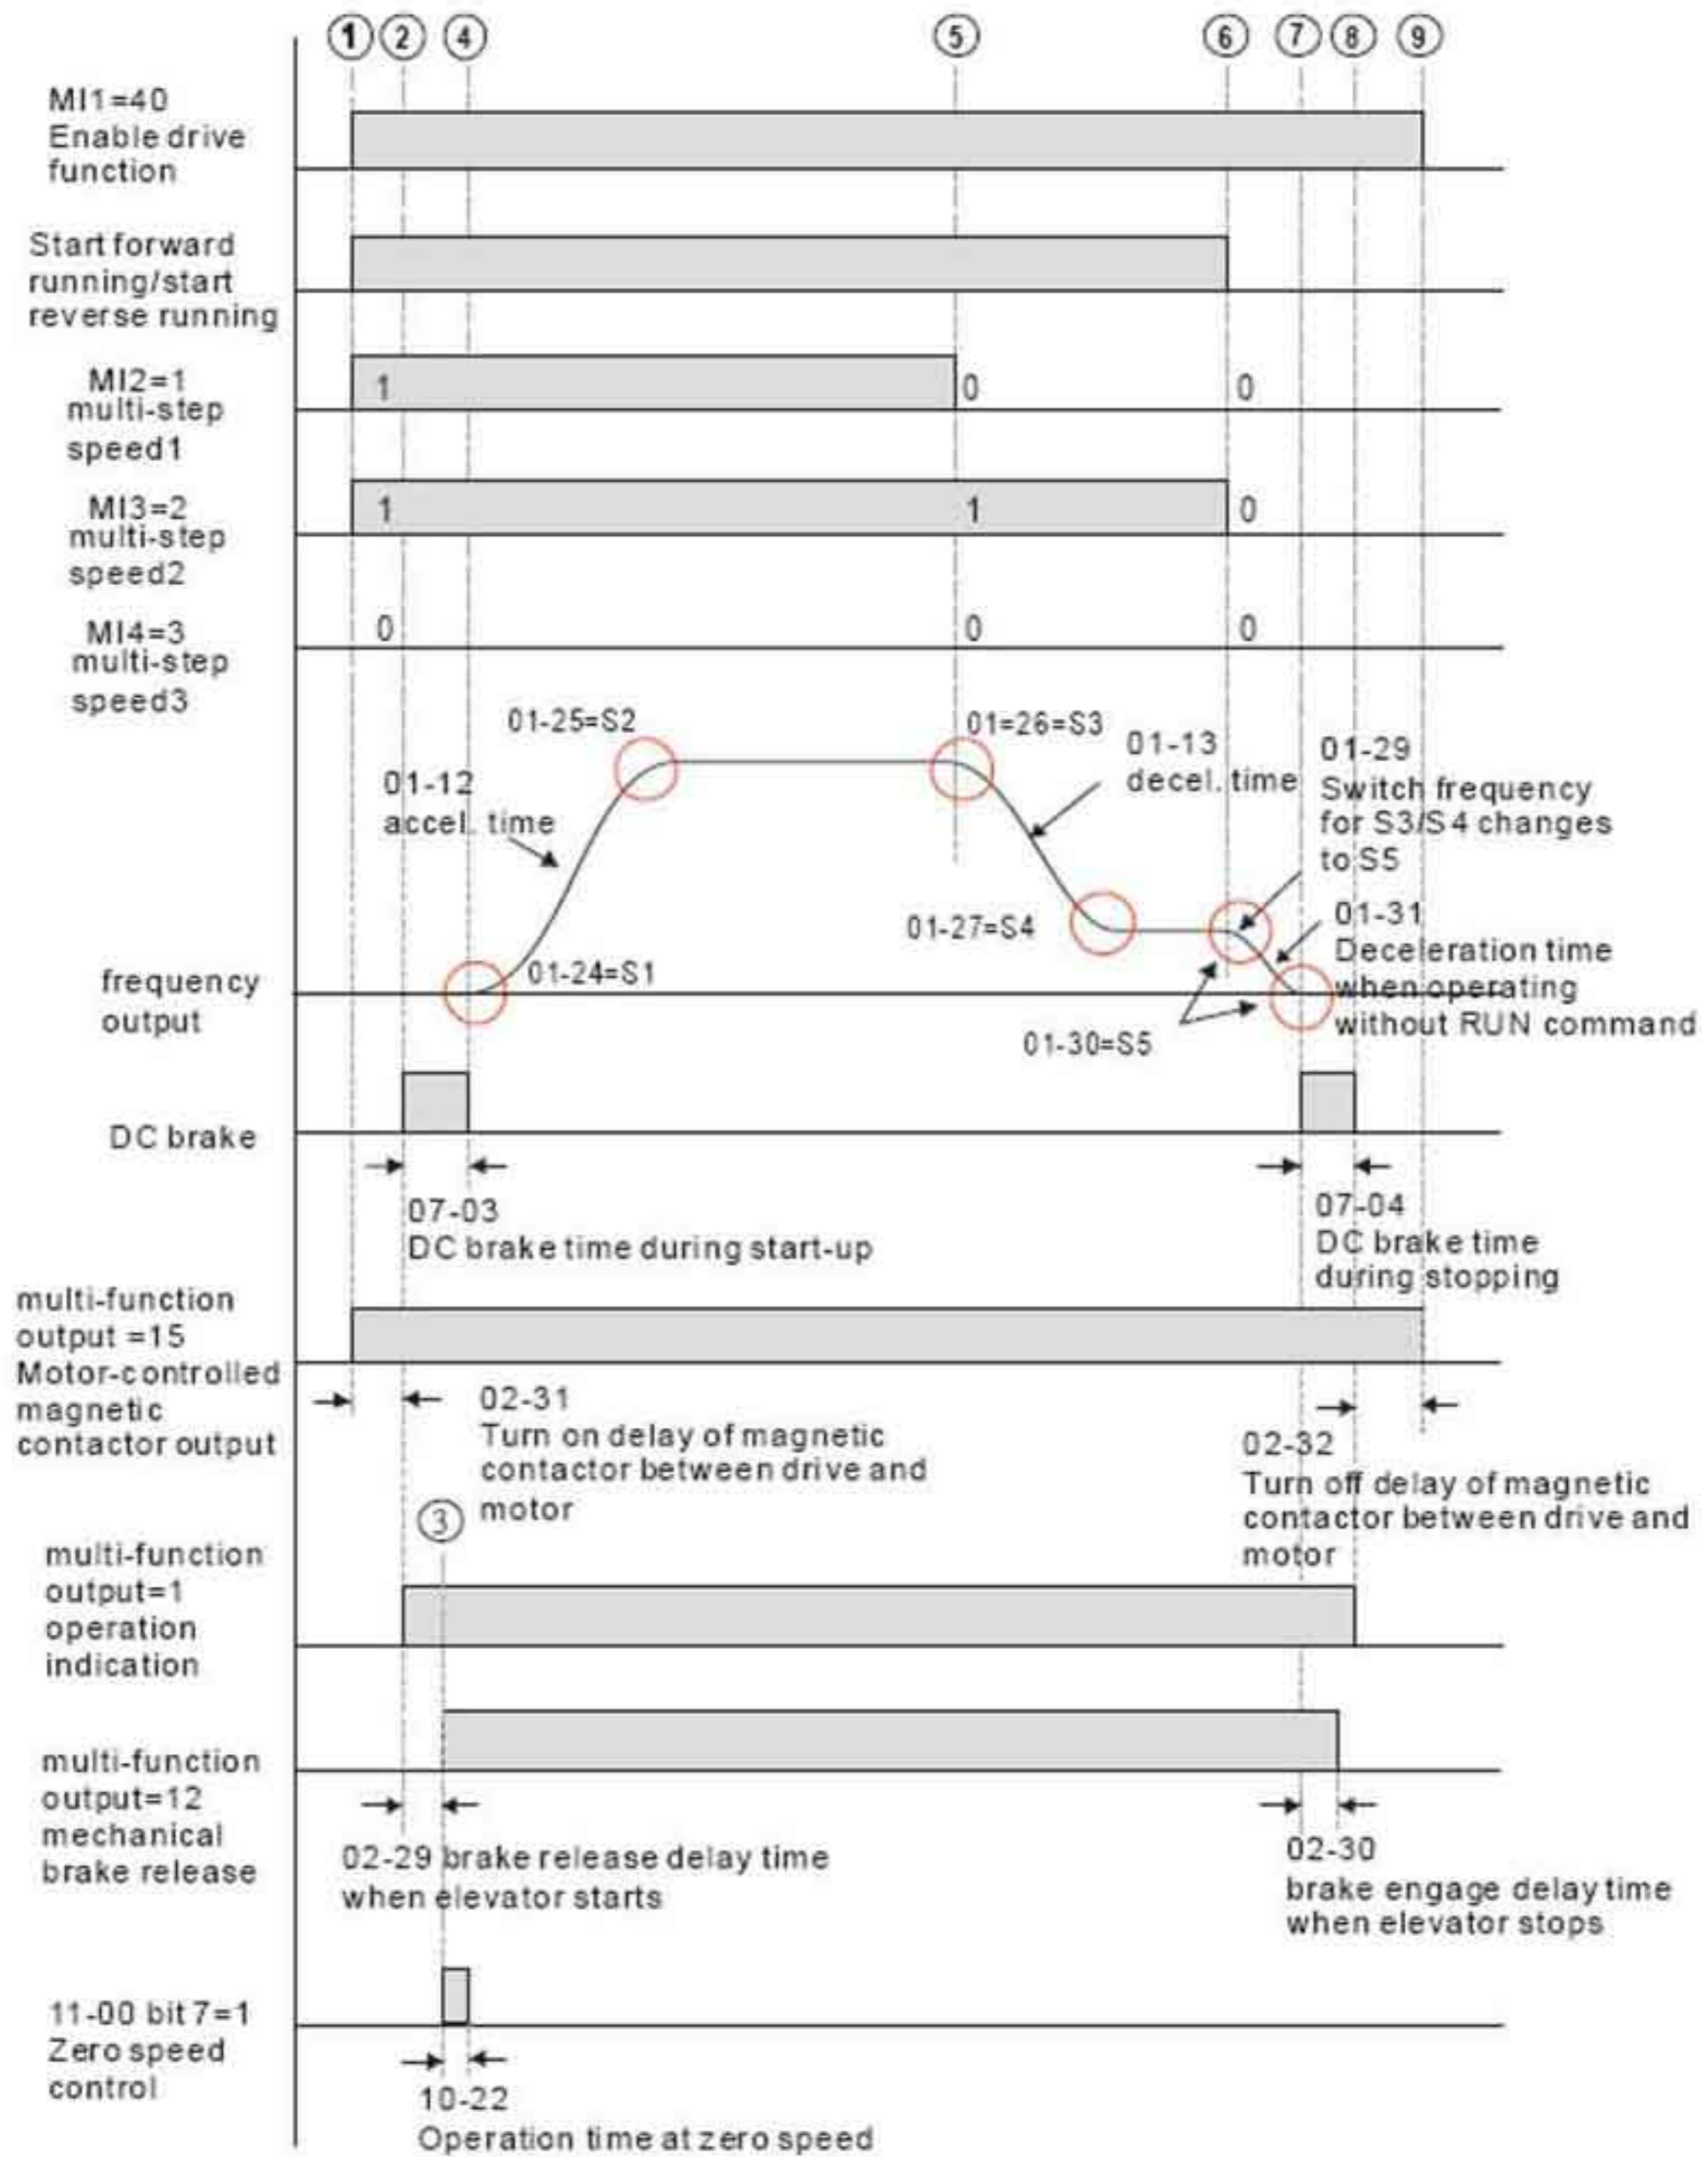 1 2 4 5 6 7 8 9
MI1=40
Enable drive
function
Start forward
running/start
reverse running
MI2=1
multi-step
speed1
1 0 0
MI3=2
multi-step
speed2
1 1 0
MI4=3
multi-step
speed3
0 0 0
01-25=S2
01=26=S3
01-12
accel. time
01-13
decel. time
01-29
Switch frequency
for S3/S4 changes
to S5
01-27=S4
01-31
Deceleration time
when operating
without RUN command
01-24=S1
01-30=S5
frequency
output
DC brake
07-03
DC brake time during start-up
07-04
DC brake time
during stopping
multi-function
output =15
Motor-controlled
magnetic
contactor output
02-31
Turn on delay of magnetic
contactor between drive and
motor
02-32
Turn off delay of magnetic
contactor between drive and
motor
3
multi-function
output=1
operation
indication
multi-function
output=12
mechanical
brake release
02-29 brake release delay time
when elevator starts
02-30
brake engage delay time
when elevator stops
11-00 bit 7=1
Zero speed
control
10-22
Operation time at zero speed